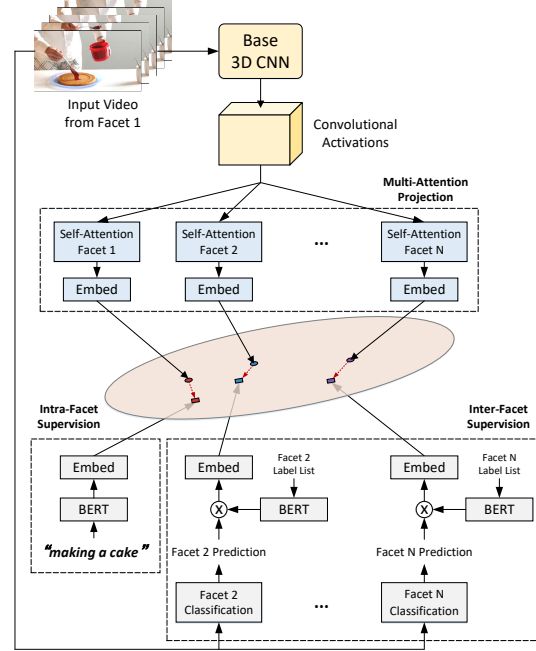 Base
3D CNN
Input Video
from Facet 1
Convolutional
Activations
Multi-Attention
Projection
Self-Attention
Facet 1
Self-Attention
Facet 2
...
Self-Attention
Facet N
Embed
Embed
Embed
Intra-Facet
Supervision
Inter-Facet
Supervision
Embed
BERT
"making a cake"
Embed
Facet 2
Label List
X
BERT
Facet 2 Prediction
Facet 2
Classification
...
Embed
Facet N
Label List
X
BERT
Facet N Prediction
Facet N
Classification